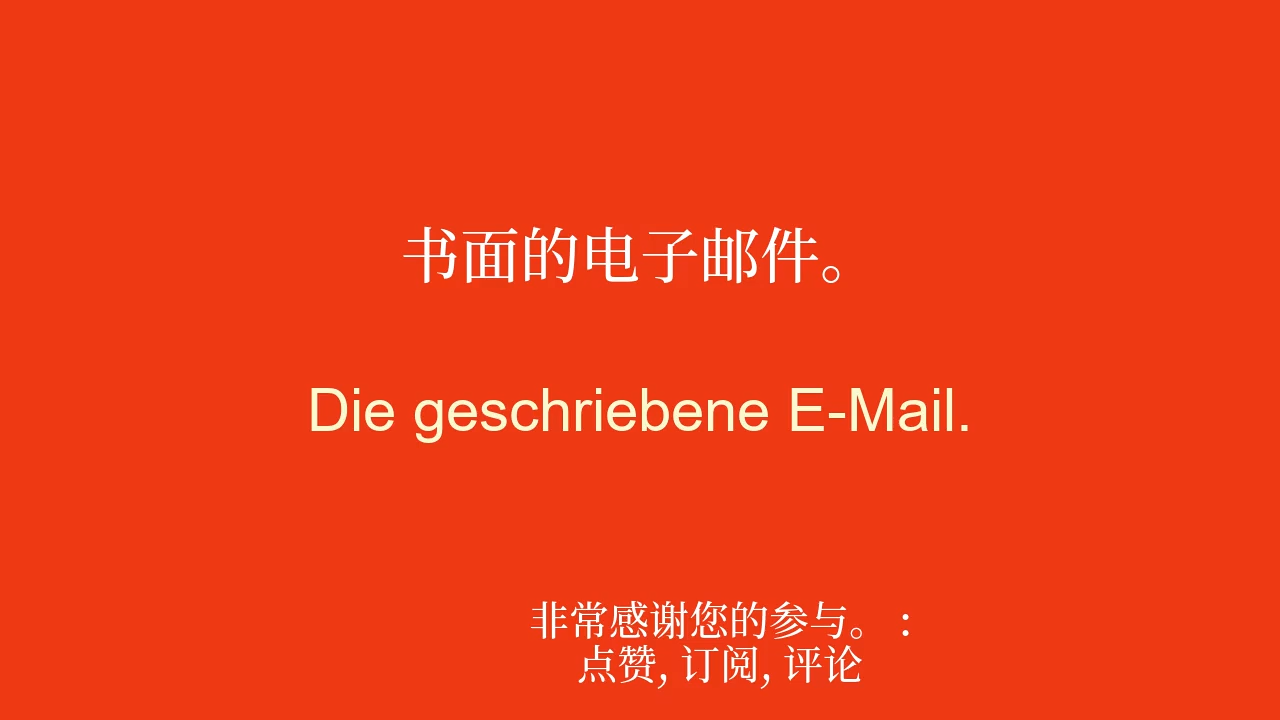 书面的电子邮件。
Die geschriebene E-Mail.
非常感谢您的参与。 :
点赞, 订阅, 评论